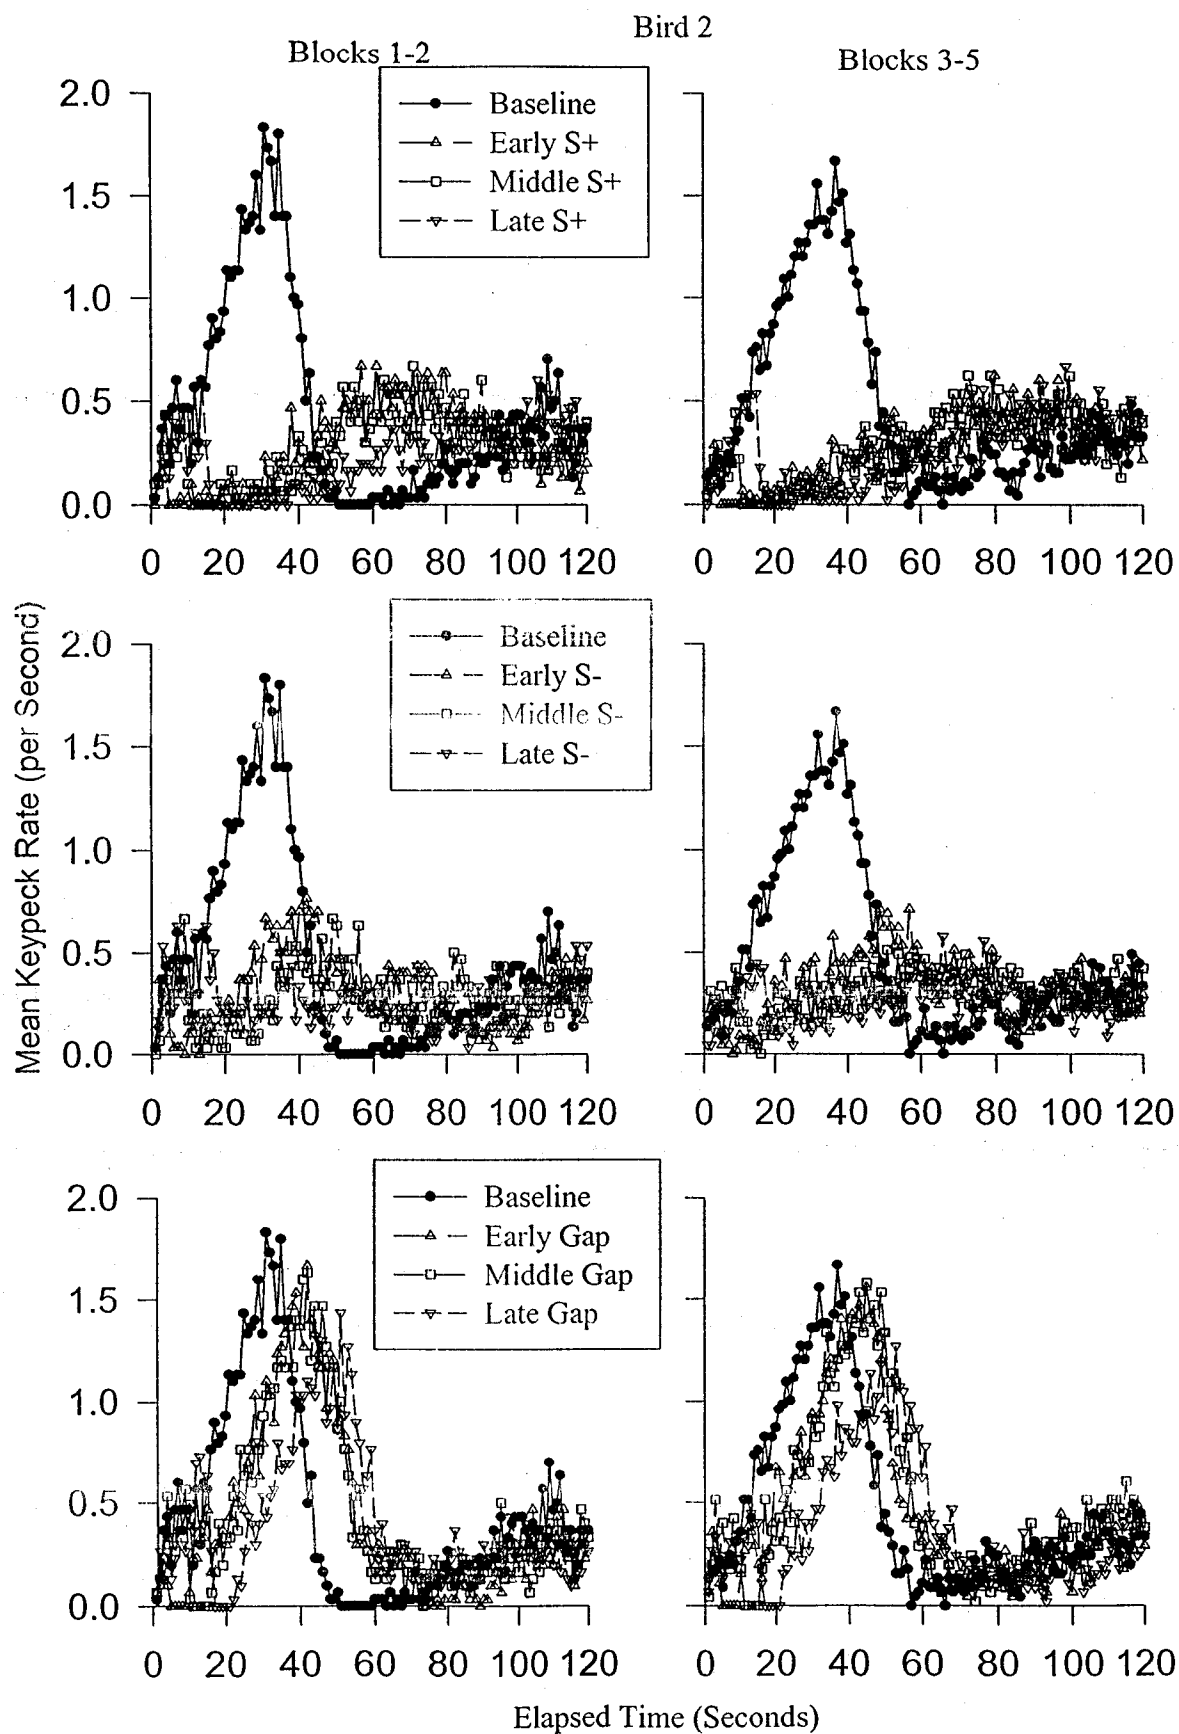 Bird 2
Blocks 1-2
Blocks 3-5
Baseline
Early S+
Middle S+
Late S+
2.0
1.5
1.0
0.5
0.0
0 20 40 60 80 100 120
0 20 40 60 80 100 120
Mean Keypeck Rate (per Second)
Baseline
Early S-
Middle S-
Late S-
2.0
1.5
1.0
0.5
0.0
0 20 40 60 80 100 120
0 20 40 60 80 100 120
Baseline
Early Gap
Middle Gap
Late Gap
2.0
1.5
1.0
0.5
0.0
0 20 40 60 80 100 120
0 20 40 60 80 100 120
Elapsed Time (Seconds)